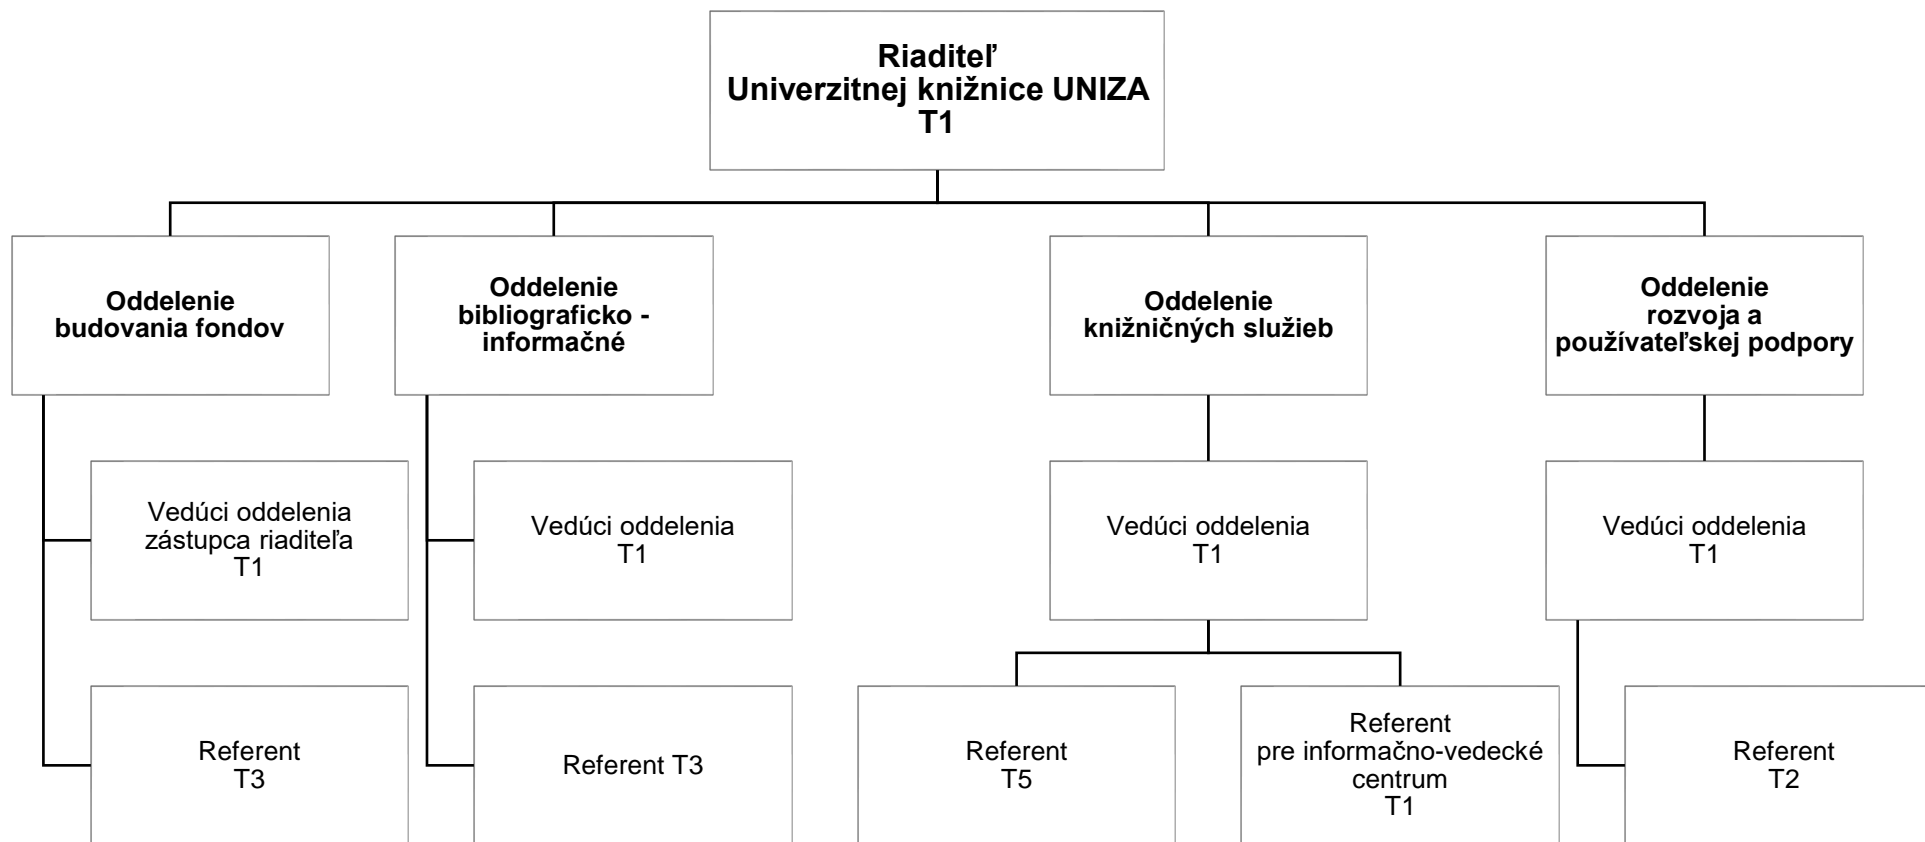 Riaditeľ
Univerzitnej knižnice UNIZA
T1
Oddelenie
budovania fondov
Oddelenie
bibliograficko -
informačné
Oddelenie
knižničných služieb
Oddelenie
rozvoja a
používateľskej podpory
Vedúci oddelenia
zástupca riaditeľa
T1
Vedúci oddelenia
T1
Vedúci oddelenia
T1
Vedúci oddelenia
T1
Referent
T3
Referent T3
Referent
T5
Referent
pre informačno-vedecké
centrum
T1
Referent
T2